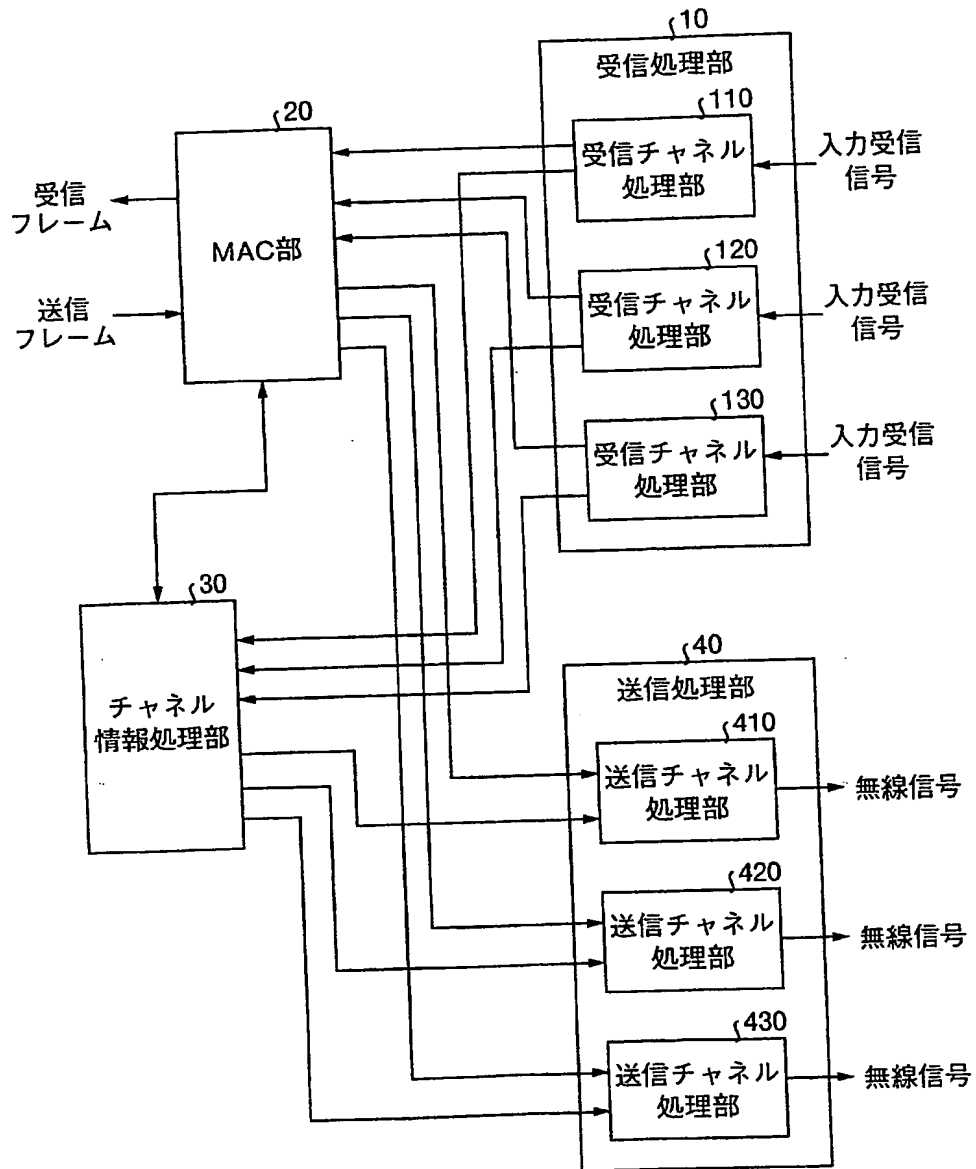 10
受信処理部
20
MAC部
受信
フレーム
送信
フレーム
110
受信チャネル
処理部
入力受信
信号
120
受信チャネル
処理部
入力受信
信号
130
受信チャネル
処理部
入力受信
信号
30
チャネル
情報処理部
40
送信処理部
410
送信チャネル
処理部
無線信号
420
送信チャネル
処理部
無線信号
430
送信チャネル
処理部
無線信号